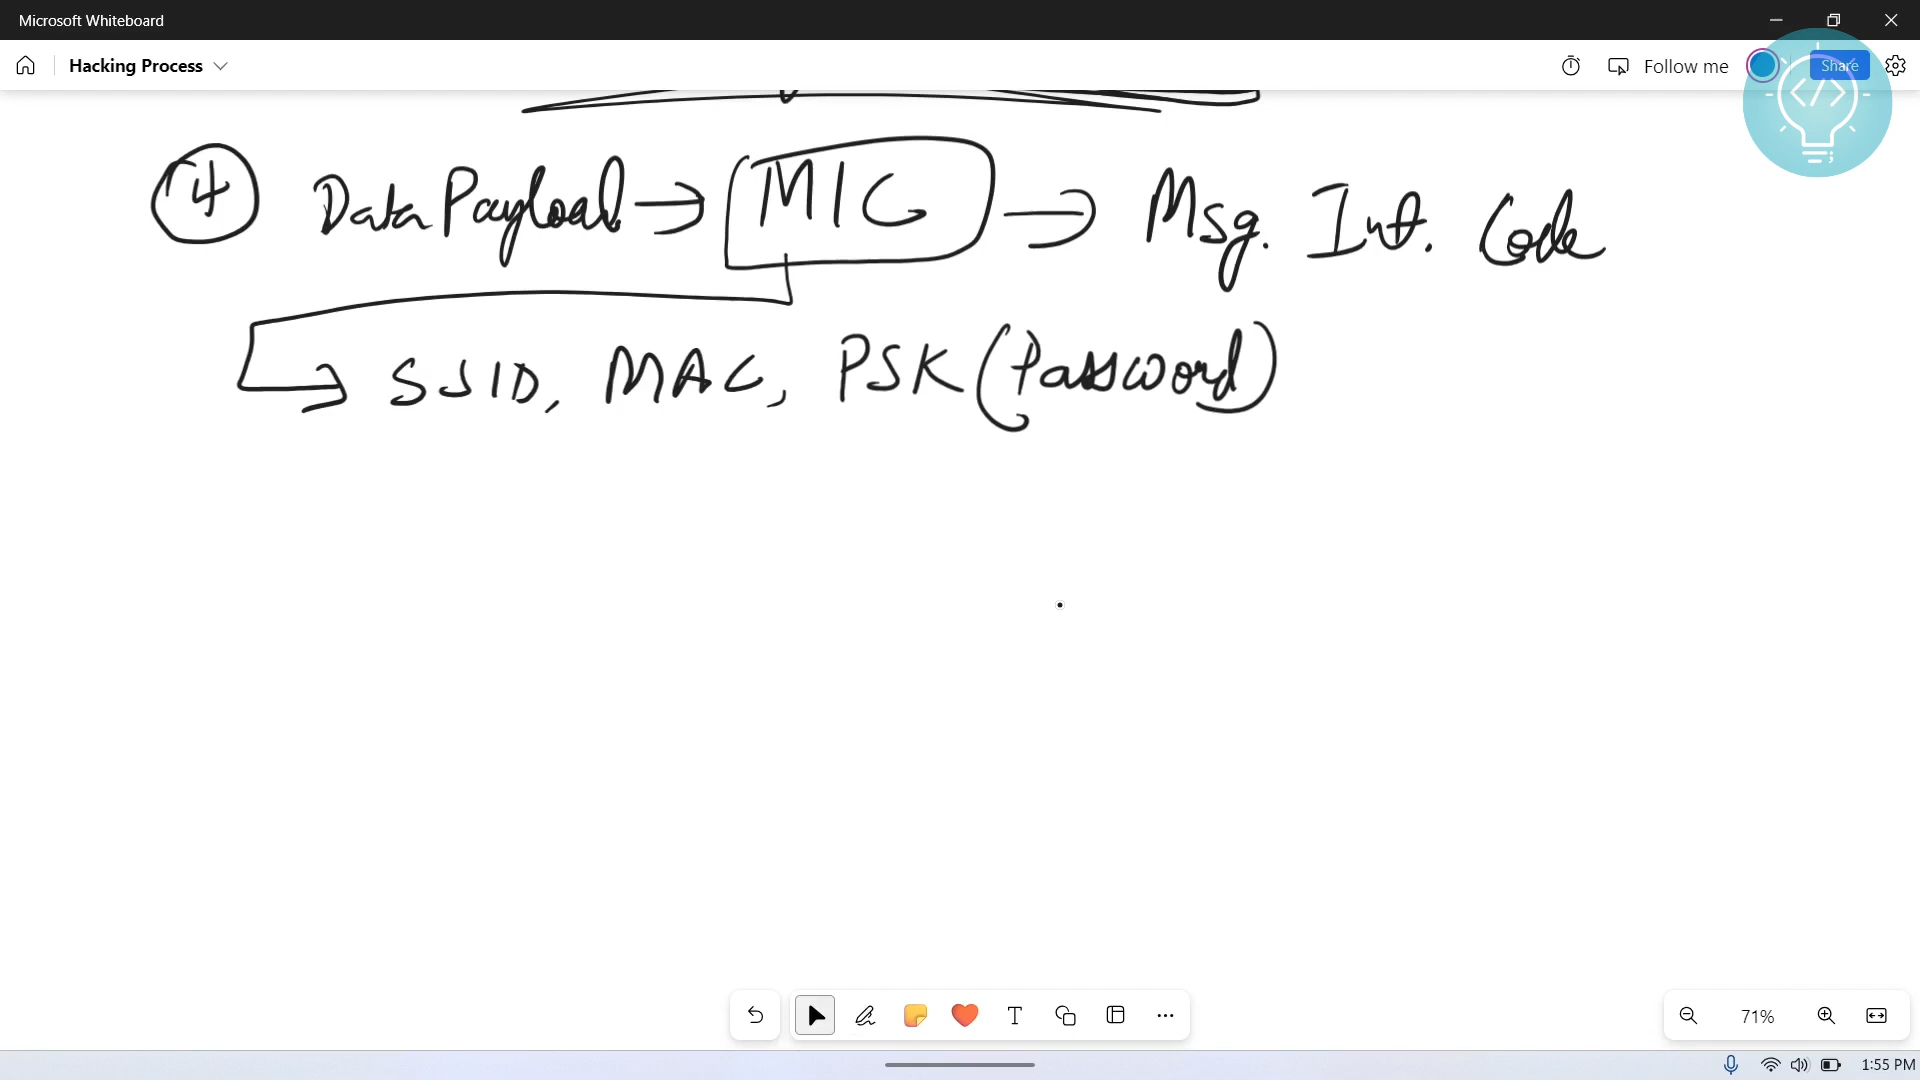 Microsoft Whiteboard
Hacking Process
Follow me
Share
4 Data Payload → MIC → Msg. Int. Code
→ SSID, MAC, PSK (Password)
71%
1:55 PM